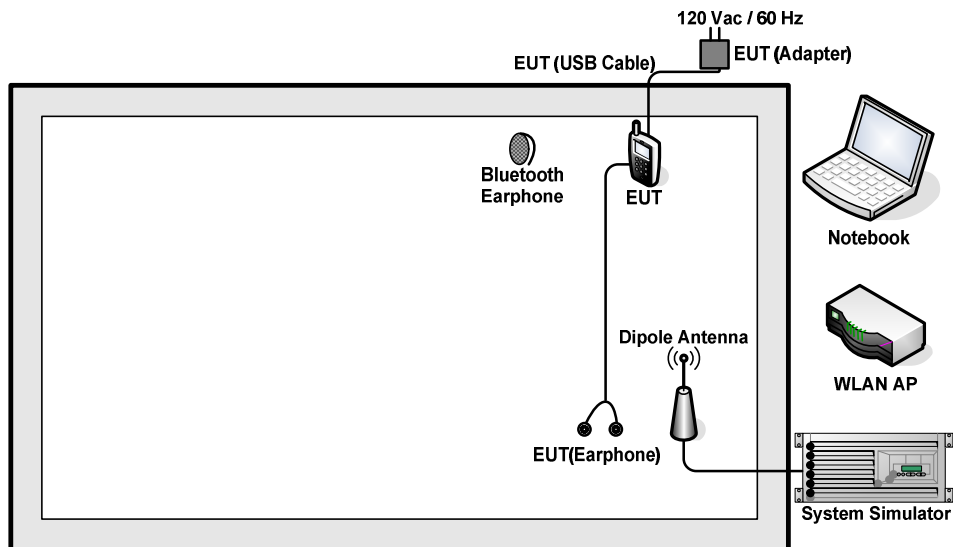 120 Vac / 60 Hz
EUT (USB Cable)
EUT (Adapter)
Bluetooth
Earphone
EUT
Notebook
Dipole Antenna
WLAN AP
EUT(Earphone)
System Simulator